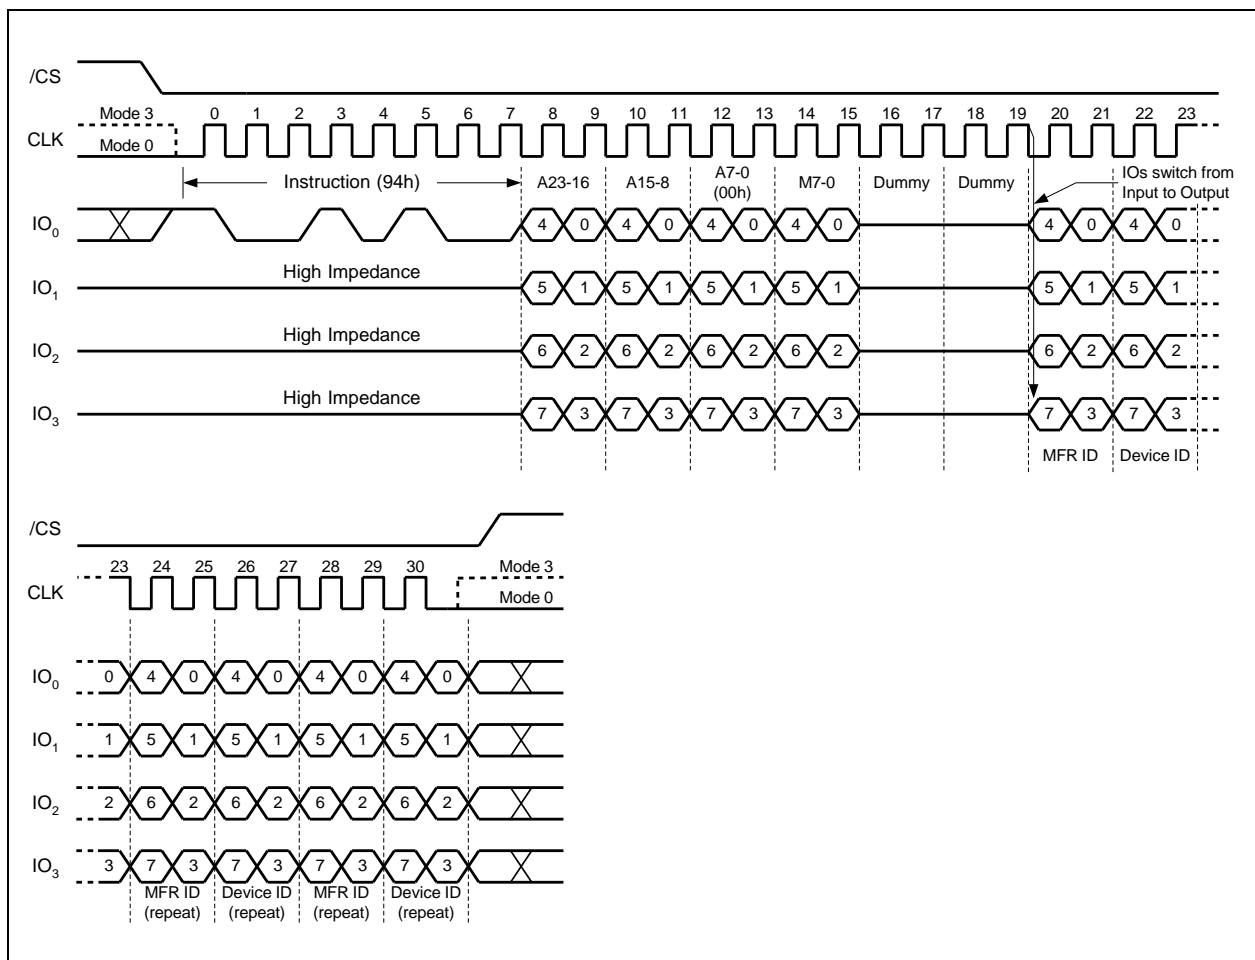 /CS
Mode 3 0 1 2 3 4 5 6 7 8 9 10 11 12 13 14 15 16 17 18 19 20 21 22 23
CLK Mode 0
Instruction (94h) A23-16 A15-8 A7-0 (00h) M7-0 Dummy Dummy IOs switch from Input to Output
IO0 4 0 4 0 4 0 4 0 4 0 4 0
High Impedance
IO1 5 1 5 1 5 1 5 1 5 1 5 1
High Impedance
IO2 6 2 6 2 6 2 6 2 6 2 6 2
High Impedance
IO3 7 3 7 3 7 3 7 3 7 3 7 3
MFR ID Device ID
/CS
23 24 25 26 27 28 29 30 Mode 3
CLK Mode 0
IO0 0 4 0 4 0 4 0 4 0
IO1 1 5 1 5 1 5 1 5 1
IO2 2 6 2 6 2 6 2 6 2
IO3 3 7 3 7 3 7 3 7 3
MFR ID Device ID MFR ID Device ID
(repeat) (repeat) (repeat) (repeat)